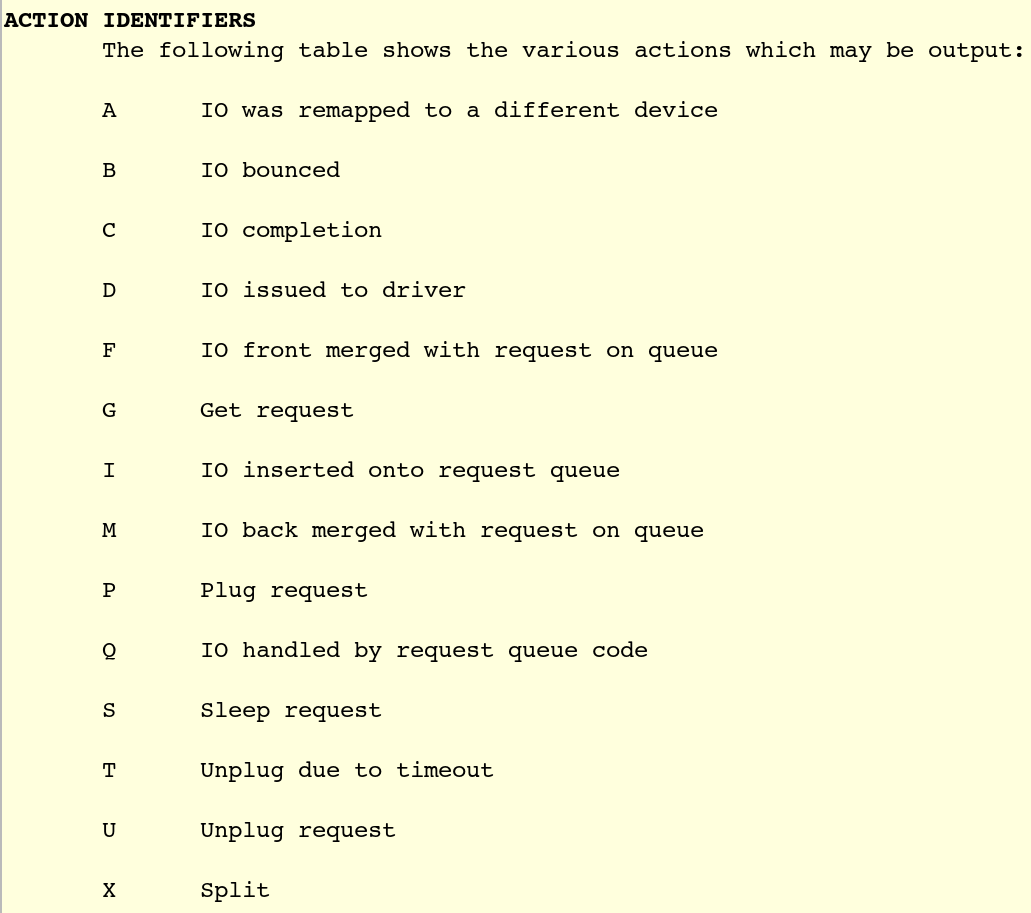 ACTION IDENTIFIERS
The following table shows the various actions which may be output:
A IO was remapped to a different device
B IO bounced
C IO completion
D IO issued to driver
F IO front merged with request on queue
G Get request
I IO inserted onto request queue
M IO back merged with request on queue
P Plug request
Q IO handled by request queue code
S Sleep request
T Unplug due to timeout
U Unplug request
X Split